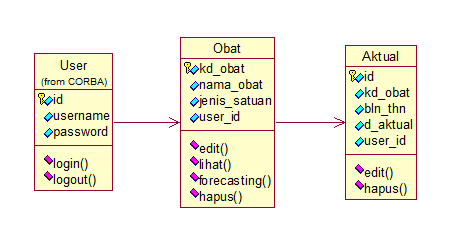 User
(from CORBA)
id
username
password
login()
logout()
Obat
kd_obat
nama_obat
jenis_satuan
user_id
edit()
lihat()
forecasting()
hapus()
Aktual
id
kd_obat
bln_thn
d_aktual
user_id
edit()
hapus()